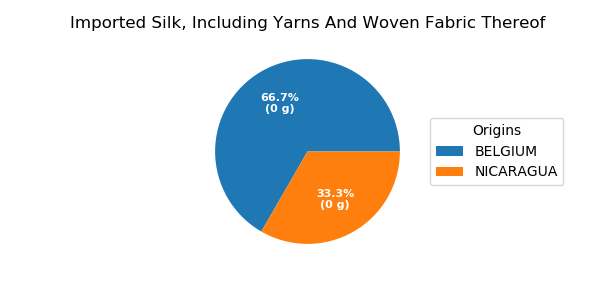 Imported Silk, Including Yarns And Woven Fabric Thereof
66.7%
(0 g)
33.3%
(0 g)
Origins
BELGIUM
NICARAGUA